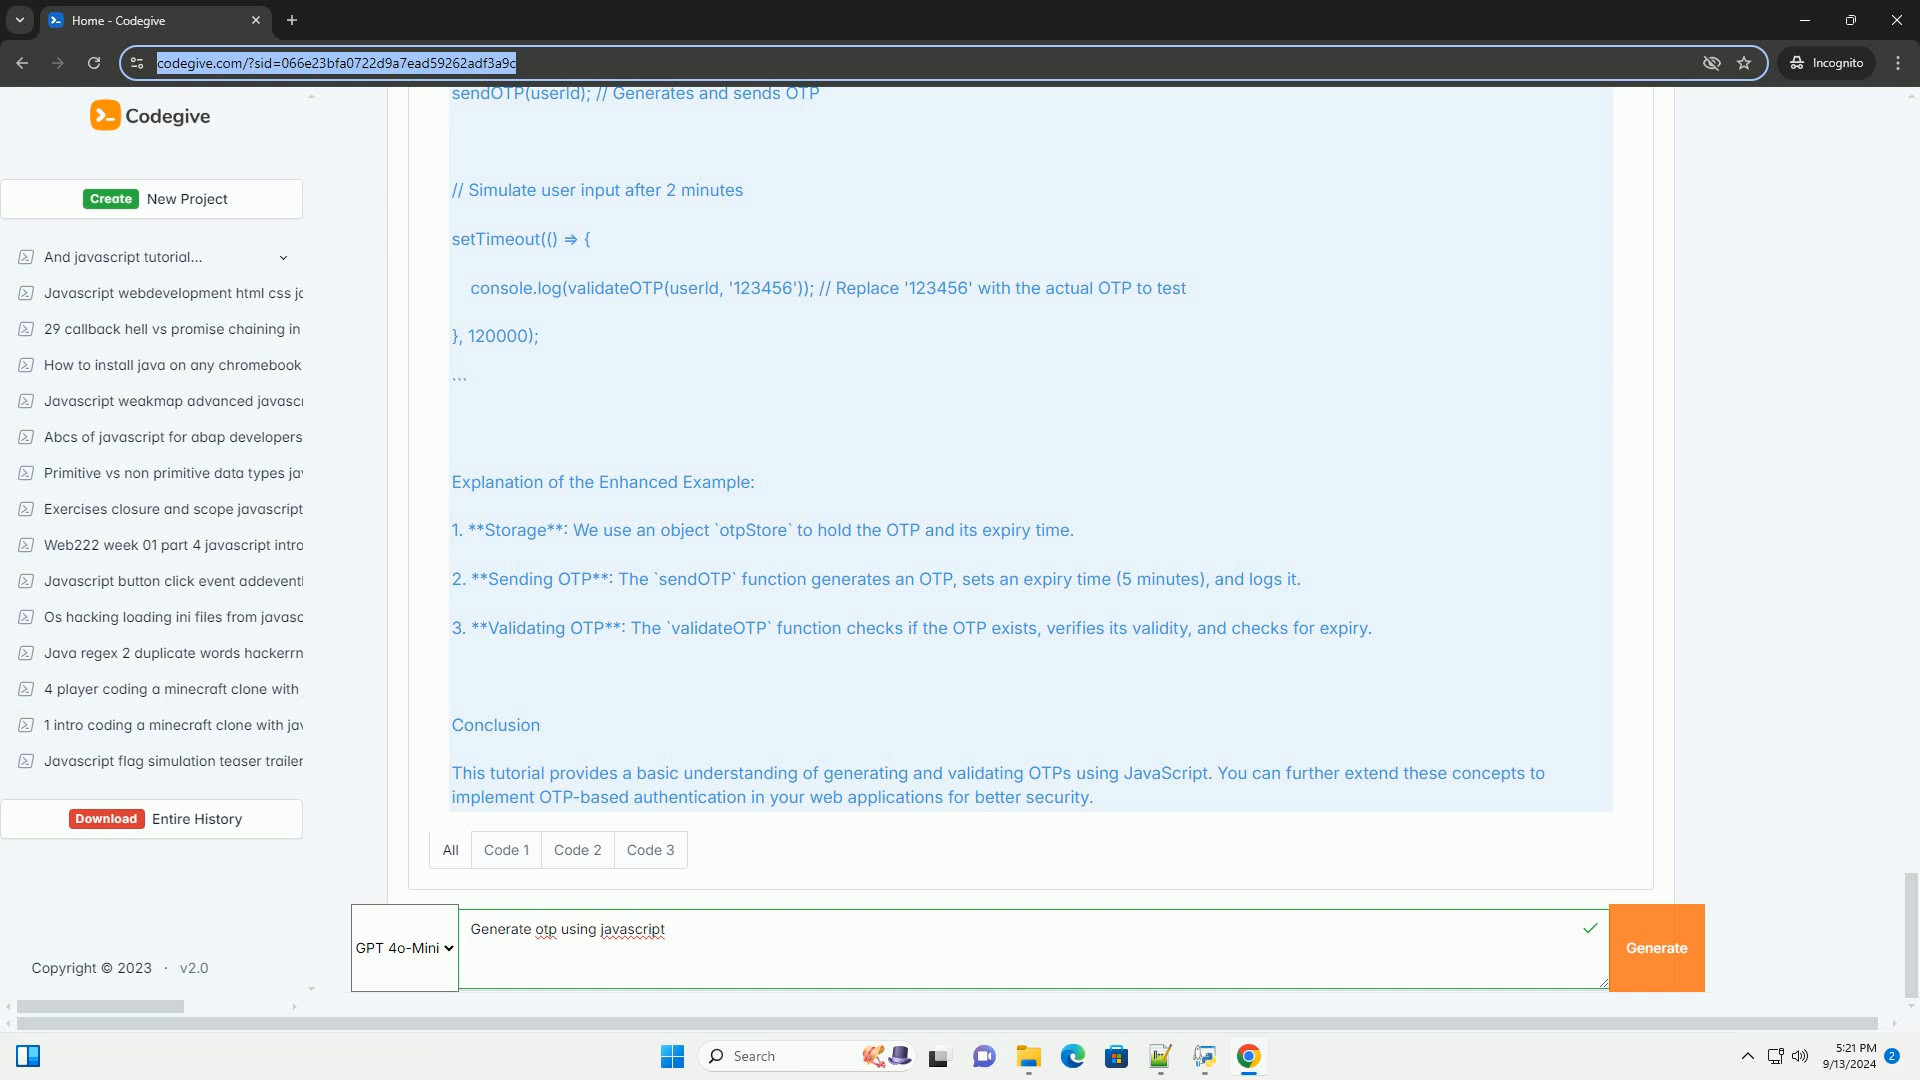 Home - Codegive
codegive.com/?sid=066e23bfa0722d9a7ead59262adf3a9c
Incognito
Codegive
Create New Project
And javascript tutorial...
Javascript webdevelopment html css
29 callback hell vs promise chaining in
How to install java on any chromebook
Javascript weakmap advanced javascr
Abcs of javascript for abap developers
Primitive vs non primitive data types jav
Exercises closure and scope javascript
Web222 week 01 part 4 javascript intro
Javascript button click event addeventl
Os hacking loading ini files from javasc
Java regex 2 duplicate words hackerrn
4 player coding a minecraft clone with
1 intro coding a minecraft clone with jav
Javascript flag simulation teaser trailer
Download Entire History
Copyright © 2023 · v2.0
sendOTP(userId); // Generates and sends OTP
// Simulate user input after 2 minutes
setTimeout(() => {
console.log(validateOTP(userId, '123456')); // Replace '123456' with the actual OTP to test
}, 120000);
```
Explanation of the Enhanced Example:
1. **Storage**: We use an object `otpStore` to hold the OTP and its expiry time.
2. **Sending OTP**: The `sendOTP` function generates an OTP, sets an expiry time (5 minutes), and logs it.
3. **Validating OTP**: The `validateOTP` function checks if the OTP exists, verifies its validity, and checks for expiry.
Conclusion
This tutorial provides a basic understanding of generating and validating OTPs using JavaScript. You can further extend these concepts to
implement OTP-based authentication in your web applications for better security.
All Code 1 Code 2 Code 3
GPT 4o-Mini
Generate otp using javascript
Generate
Search
5:21 PM
9/13/2024
2